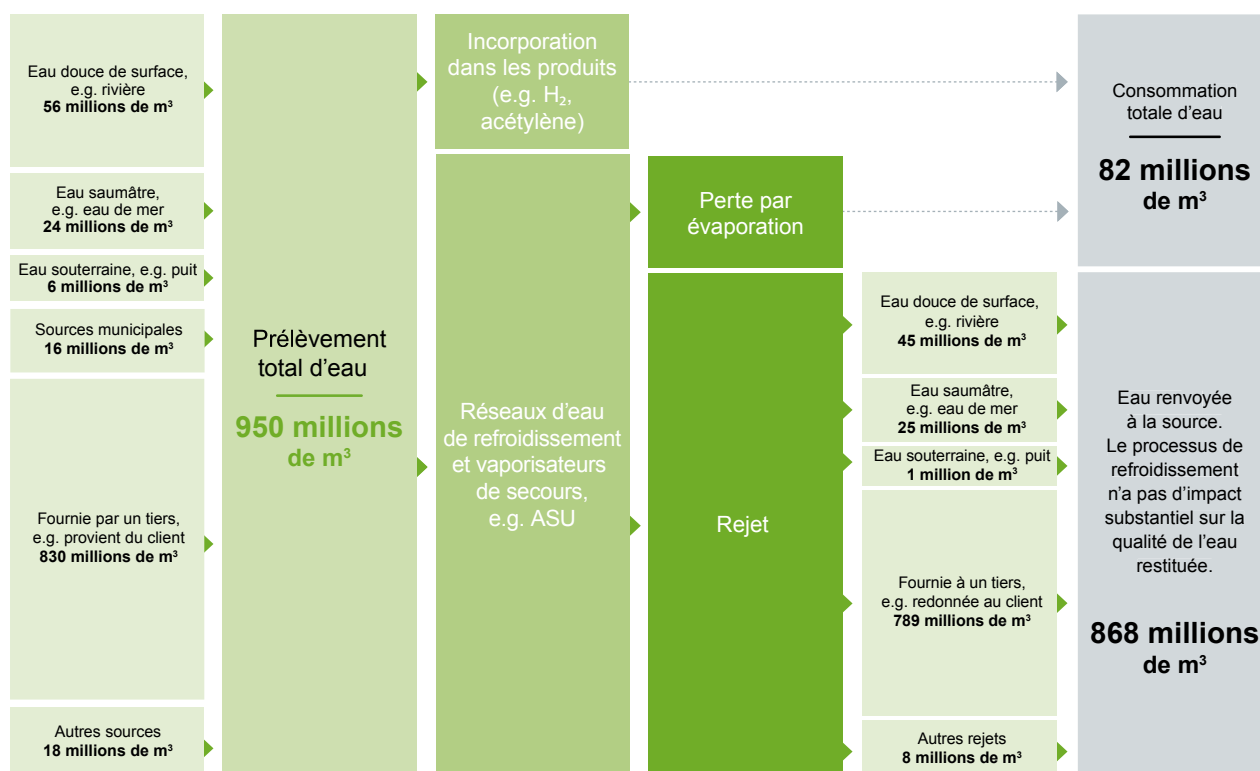 Eau douce de surface,
e.g. rivière
56 millions de m³
Eau saumâtre,
e.g. eau de mer
24 millions de m³
Eau souterraine, e.g. puit
6 millions de m³
Sources municipales
16 millions de m³
Fournie par un tiers,
e.g. provient du client
830 millions de m³
Autres sources
18 millions de m³
Prélèvement
total d’eau
950 millions
de m³
Incorporation
dans les produits
(e.g. H₂,
acétylène)
Réseaux d’eau
de refroidissement
et vaporisateurs
de secours,
e.g. ASU
Perte par
évaporation
Rejet
Eau douce de surface,
e.g. rivière
45 millions de m³
Eau saumâtre,
e.g. eau de mer
25 millions de m³
Eau souterraine, e.g. puit
1 million de m³
Fournie à un tiers,
e.g. redonnée au client
789 millions de m³
Autres rejets
8 millions de m³
Consommation
totale d’eau
82 millions
de m³
Eau renvoyée
à la source.
Le processus de
refroidissement
n’a pas d’impact
substantiel sur la
qualité de l’eau
restituée.
868 millions
de m³